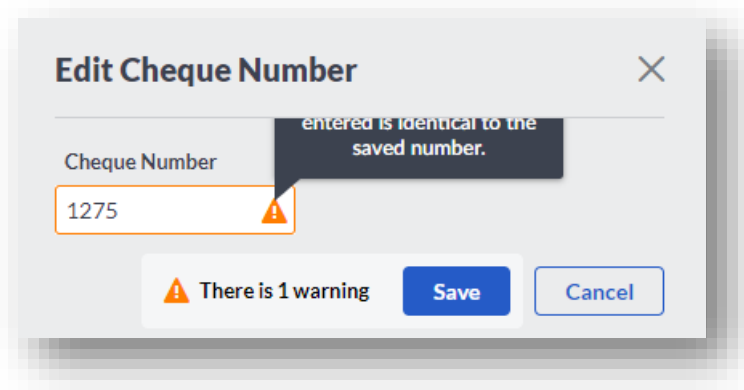 Edit Cheque Number
entered is identical to the
saved number.
Cheque Number
1275
There is 1 warning
Save
Cancel